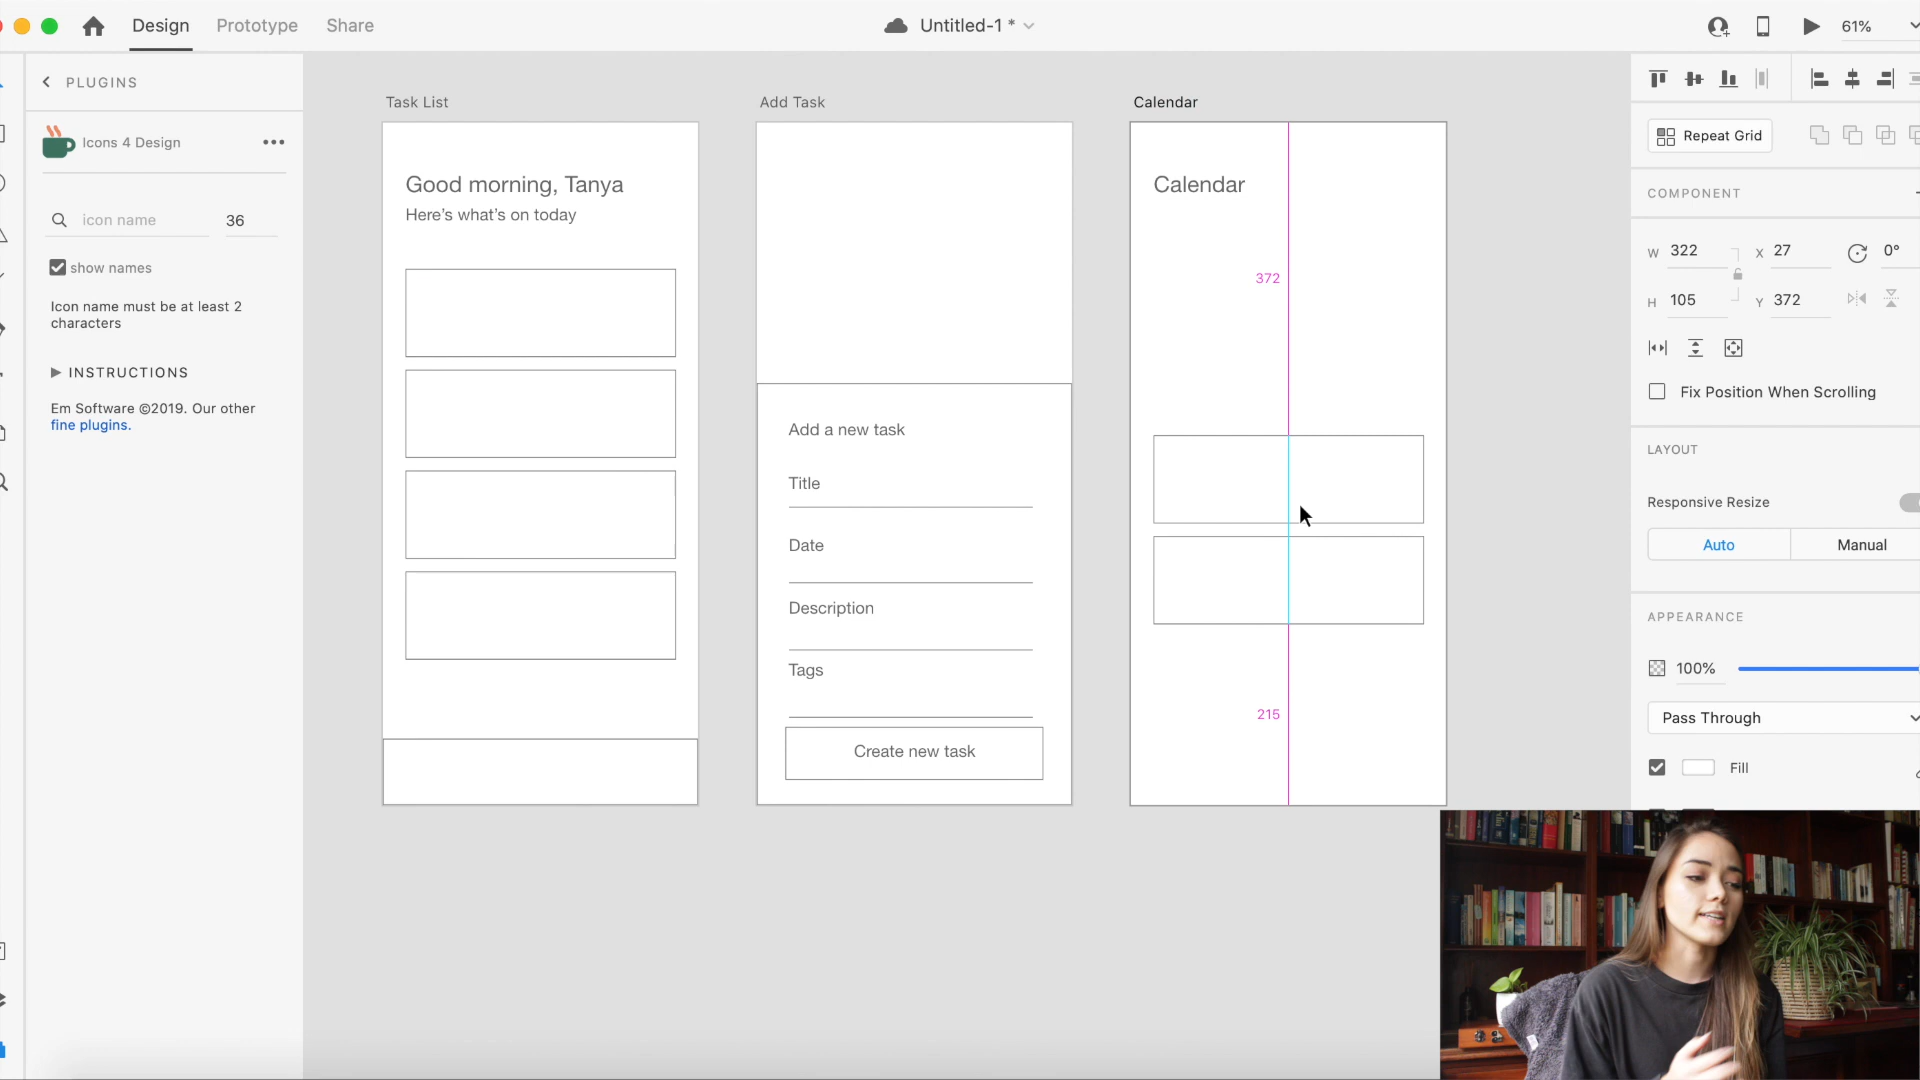 Design
Prototype
Share
Untitled-1 *
61%
PLUGINS
Icons 4 Design
icon name
36
show names
Icon name must be at least 2
characters
INSTRUCTIONS
Em Software ©2019. Our other
fine plugins.
Task List
Good morning, Tanya
Here's what's on today
Add Task
Add a new task
Title
Date
Description
Tags
Create new task
Calendar
Calendar
372
215
Repeat Grid
COMPONENT
W 322
X 27
0°
H 105
Y 372
Fix Position When Scrolling
LAYOUT
Responsive Resize
Auto
Manual
APPEARANCE
100%
Pass Through
Fill